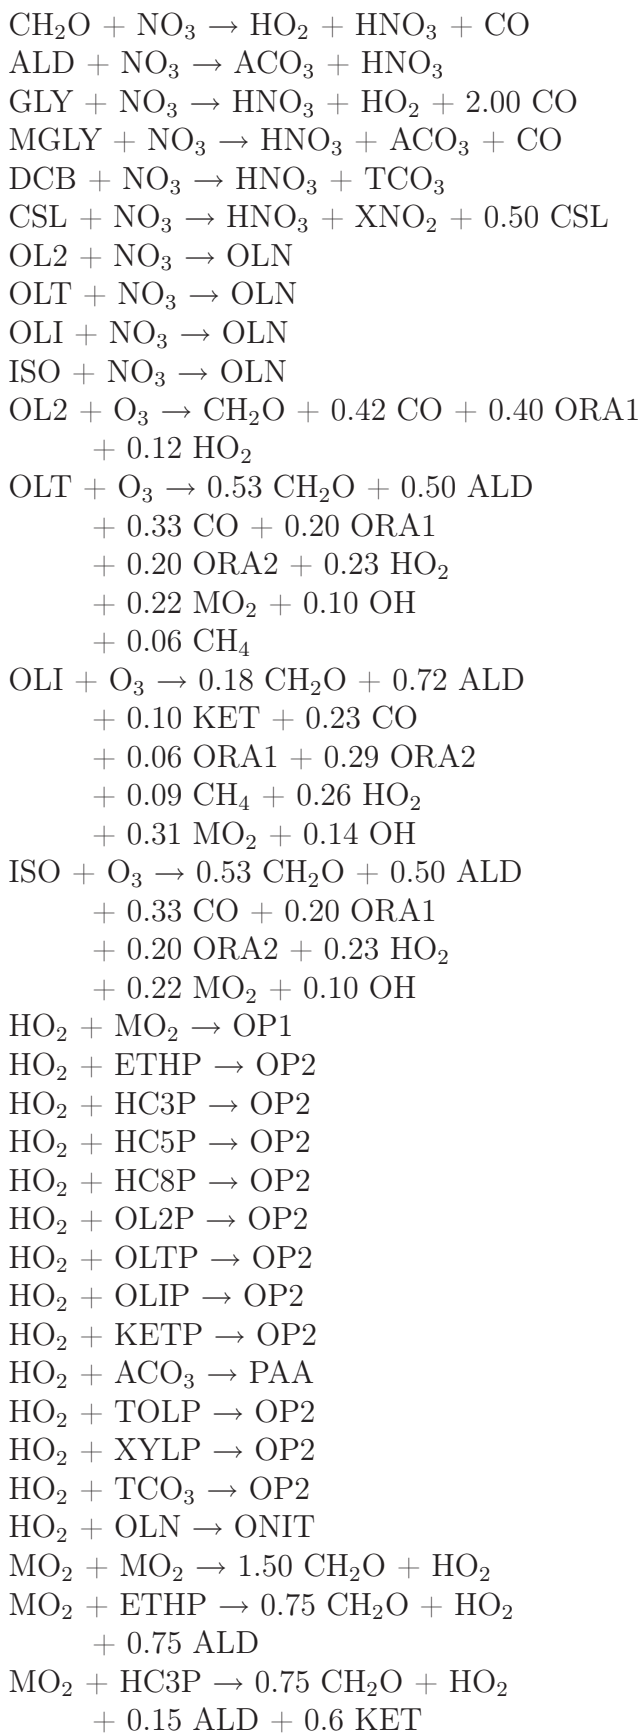 CH₂O + NO₃ → HO₂ + HNO₃ + CO
ALD + NO₃ → ACO₃ + HNO₃
GLY + NO₃ → HNO₃ + HO₂ + 2.00 CO
MGLY + NO₃ → HNO₃ + ACO₃ + CO
DCB + NO₃ → HNO₃ + TCO₃
CSL + NO₃ → HNO₃ + XNO₂ + 0.50 CSL
OL2 + NO₃ → OLN
OLT + NO₃ → OLN
OLI + NO₃ → OLN
ISO + NO₃ → OLN
OL2 + O₃ → CH₂O + 0.42 CO + 0.40 ORA1
+ 0.12 HO₂
OLT + O₃ → 0.53 CH₂O + 0.50 ALD
+ 0.33 CO + 0.20 ORA1
+ 0.20 ORA2 + 0.23 HO₂
+ 0.22 MO₂ + 0.10 OH
+ 0.06 CH₄
OLI + O₃ → 0.18 CH₂O + 0.72 ALD
+ 0.10 KET + 0.23 CO
+ 0.06 ORA1 + 0.29 ORA2
+ 0.09 CH₄ + 0.26 HO₂
+ 0.31 MO₂ + 0.14 OH
ISO + O₃ → 0.53 CH₂O + 0.50 ALD
+ 0.33 CO + 0.20 ORA1
+ 0.20 ORA2 + 0.23 HO₂
+ 0.22 MO₂ + 0.10 OH
HO₂ + MO₂ → OP1
HO₂ + ETHP → OP2
HO₂ + HC3P → OP2
HO₂ + HC5P → OP2
HO₂ + HC8P → OP2
HO₂ + OL2P → OP2
HO₂ + OLTP → OP2
HO₂ + OLIP → OP2
HO₂ + KETP → OP2
HO₂ + ACO₃ → PAA
HO₂ + TOLP → OP2
HO₂ + XYLP → OP2
HO₂ + TCO₃ → OP2
HO₂ + OLN → ONIT
MO₂ + MO₂ → 1.50 CH₂O + HO₂
MO₂ + ETHP → 0.75 CH₂O + HO₂
+ 0.75 ALD
MO₂ + HC3P → 0.75 CH₂O + HO₂
+ 0.15 ALD + 0.6 KET